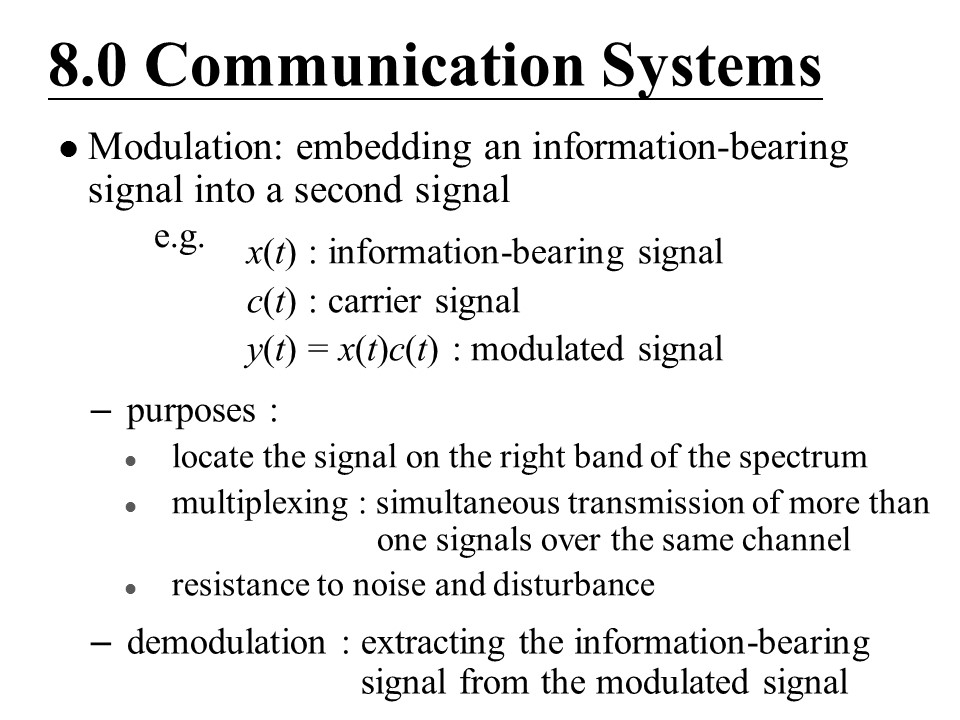 8.0 Communication Systems
● Modulation: embedding an information-bearing
signal into a second signal
e.g.
x(t) : information-bearing signal
c(t) : carrier signal
y(t) = x(t)c(t) : modulated signal
– purposes :
● locate the signal on the right band of the spectrum
● multiplexing : simultaneous transmission of more than
one signals over the same channel
● resistance to noise and disturbance
– demodulation : extracting the information-bearing
signal from the modulated signal